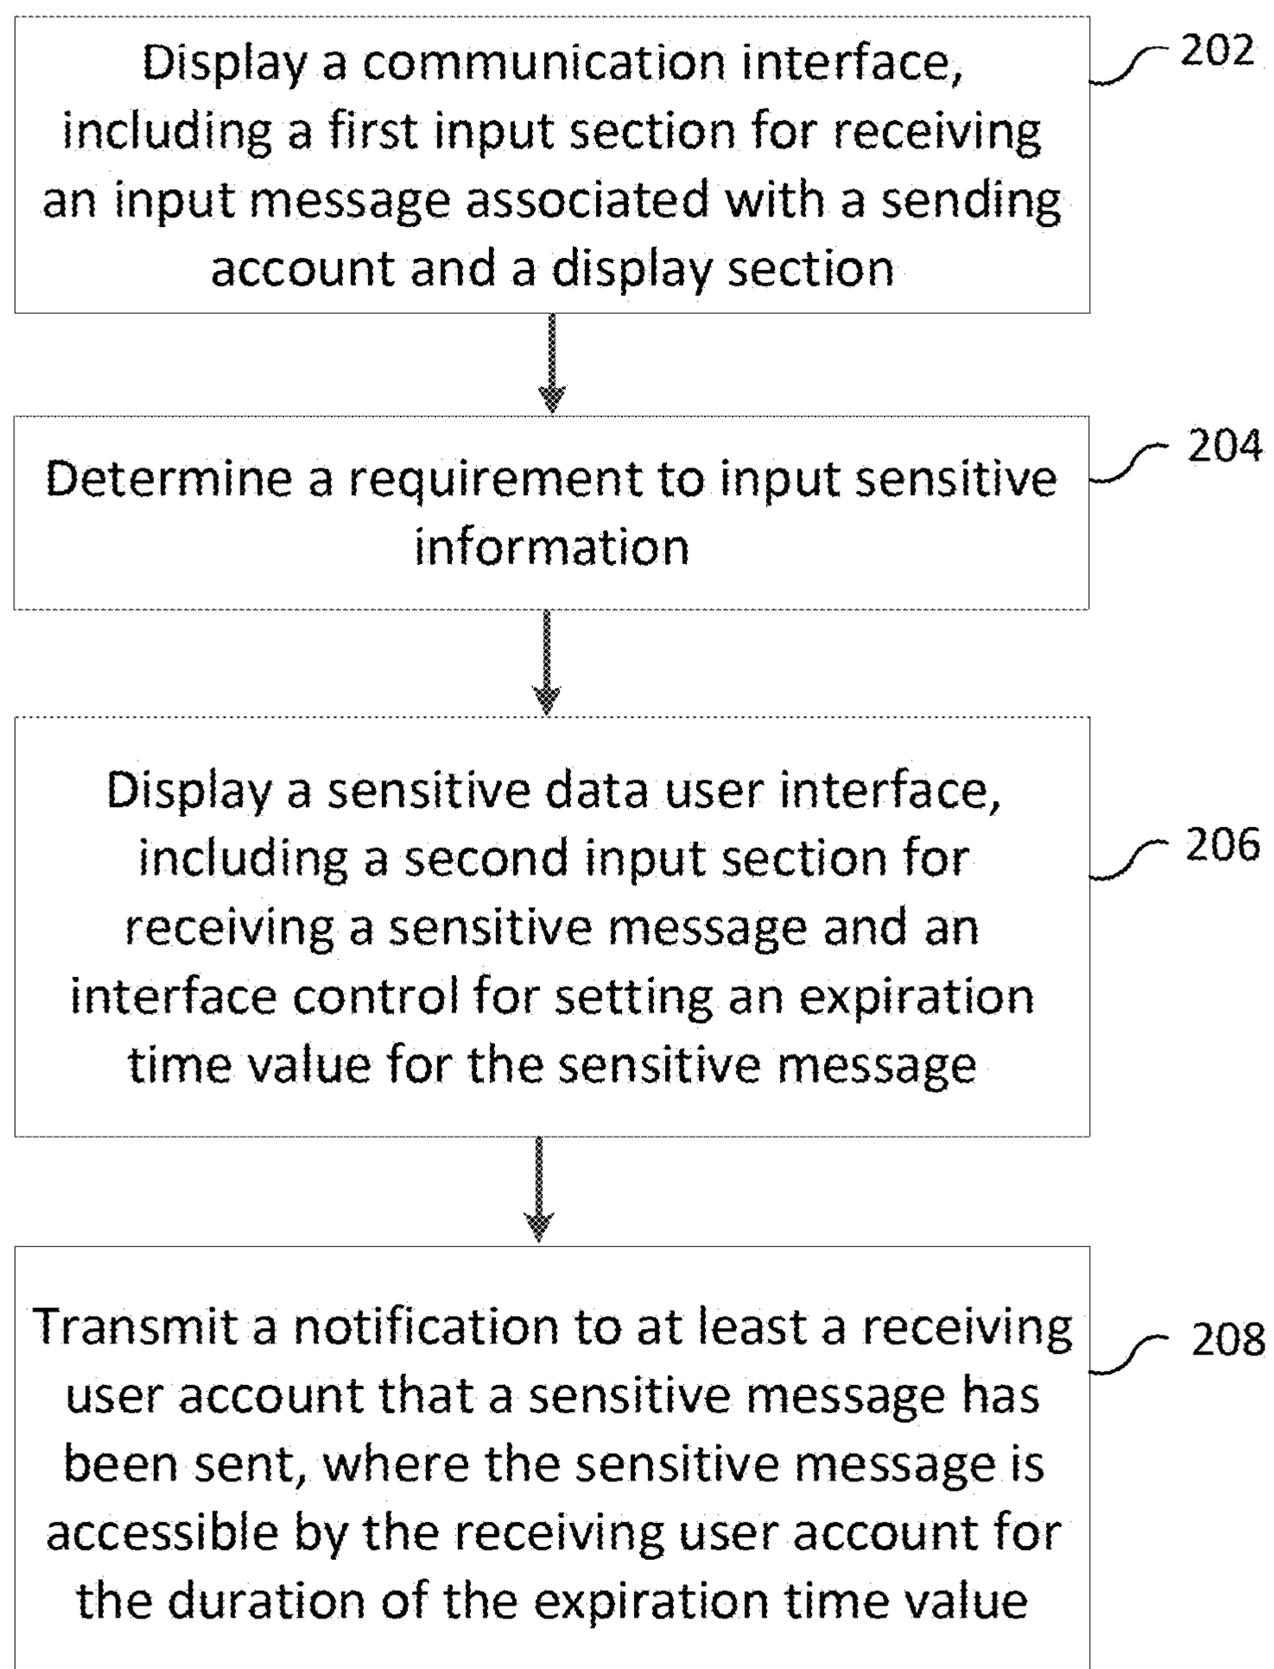 Display a communication interface,
including a first input section for receiving
an input message associated with a sending
account and a display section
202
Determine a requirement to input sensitive
information
204
Display a sensitive data user interface,
including a second input section for
receiving a sensitive message and an
interface control for setting an expiration
time value for the sensitive message
206
Transmit a notification to at least a receiving
user account that a sensitive message has
been sent, where the sensitive message is
accessible by the receiving user account for
the duration of the expiration time value
208